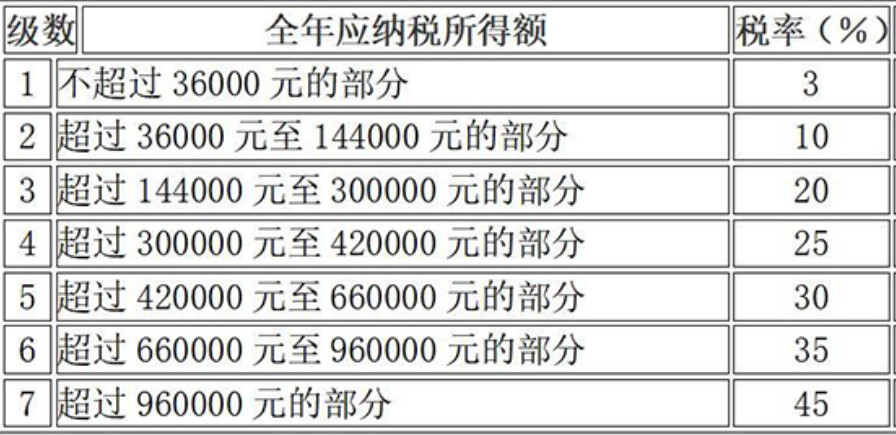 级数 全年应纳税所得额 税率（%）
1 不超过 36000 元的部分 3
2 超过 36000 元至 144000 元的部分 10
3 超过 144000 元至 300000 元的部分 20
4 超过 300000 元至 420000 元的部分 25
5 超过 420000 元至 660000 元的部分 30
6 超过 660000 元至 960000 元的部分 35
7 超过 960000 元的部分 45